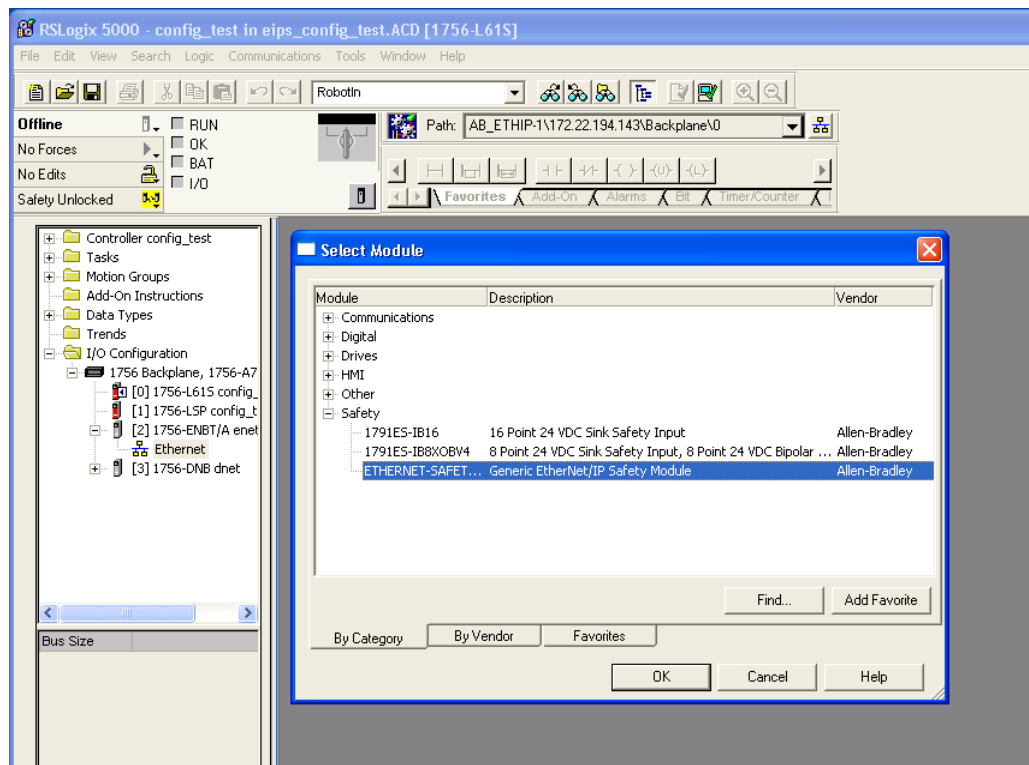 RSLogix 5000 - config_test in eips_config_test.ACD [1756-L61S]
File Edit View Search Logic Communications Tools Window Help
RobotIn
Offline
RUN
No Forces
OK
No Edits
BAT
Safety Unlocked
I/O
Path: AB_ETHIP-1\172.22.194.143\Backplane\0
Favorites Add-On Alarms Bit Timer/Counter
Controller config_test
Tasks
Motion Groups
Add-On Instructions
Data Types
Trends
I/O Configuration
1756 Backplane, 1756-A7
[0] 1756-L61S config_
[1] 1756-LSP config_t
[2] 1756-ENBT/A enet
Ethernet
[3] 1756-DNB dnet
Bus Size
Select Module
Module Description Vendor
Communications
Digital
Drives
HMI
Other
Safety
1791ES-IB16 16 Point 24 VDC Sink Safety Input Allen-Bradley
1791ES-IB8XOBV4 8 Point 24 VDC Sink Safety Input, 8 Point 24 VDC Bipolar ... Allen-Bradley
ETHERNET-SAFET... Generic EtherNet/IP Safety Module Allen-Bradley
Find... Add Favorite
By Category By Vendor Favorites
OK Cancel Help